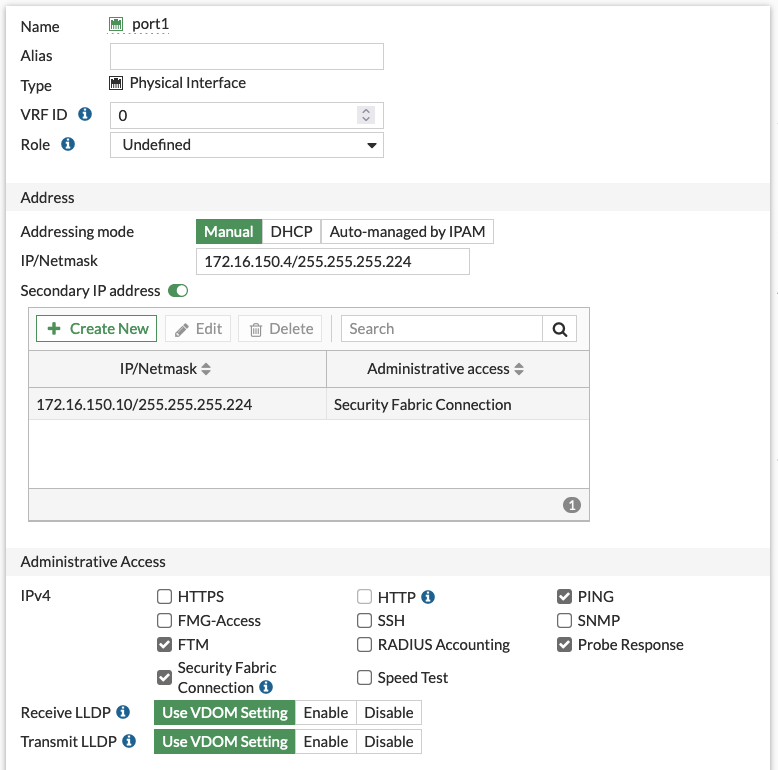 Name port1
Alias
Type Physical Interface
VRF ID 0
Role Undefined
Address
Addressing mode Manual DHCP Auto-managed by IPAM
IP/Netmask 172.16.150.4/255.255.255.224
Secondary IP address
Create New Edit Delete Search
IP/Netmask Administrative access
172.16.150.10/255.255.255.224 Security Fabric Connection
1
Administrative Access
IPv4 HTTPS HTTP PING
FMG-Access SSH SNMP
FTM RADIUS Accounting Probe Response
Security Fabric
Connection Speed Test
Receive LLDP Use VDOM Setting Enable Disable
Transmit LLDP Use VDOM Setting Enable Disable